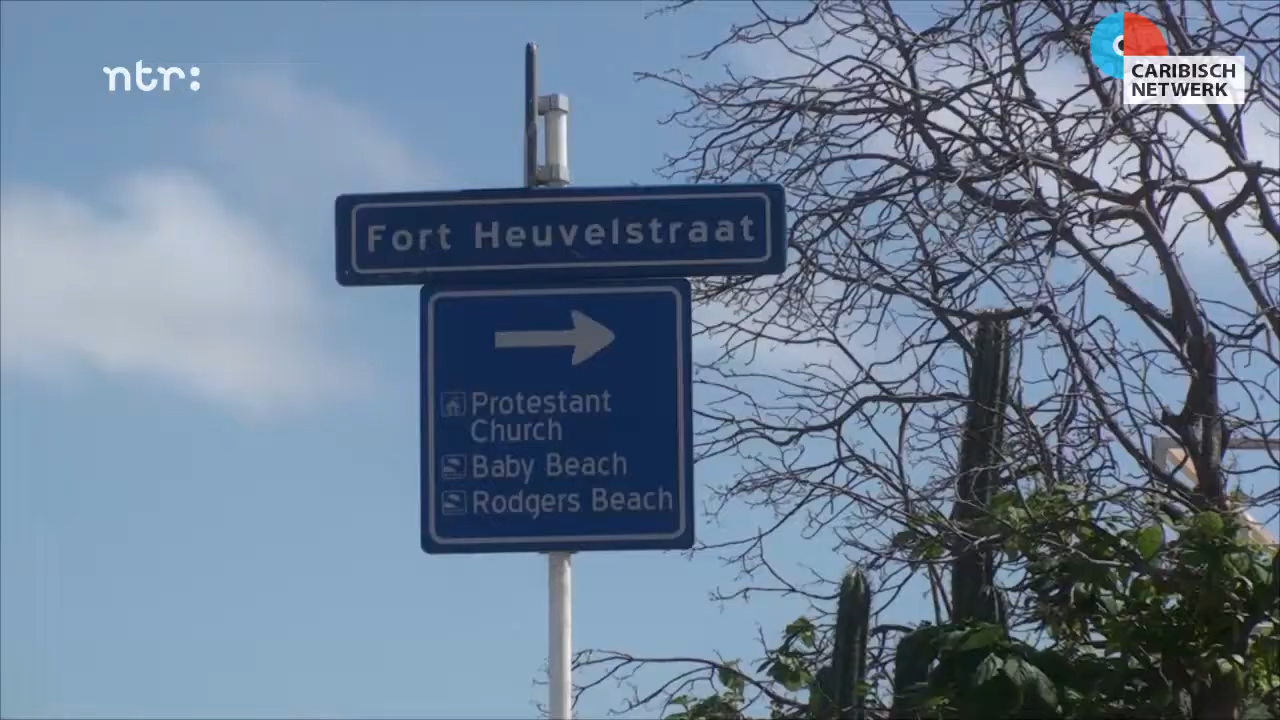 ntr:
CARIBISCH
NETWERK
Fort Heuvelstraat
Protestant
Church
Baby Beach
Rodgers Beach